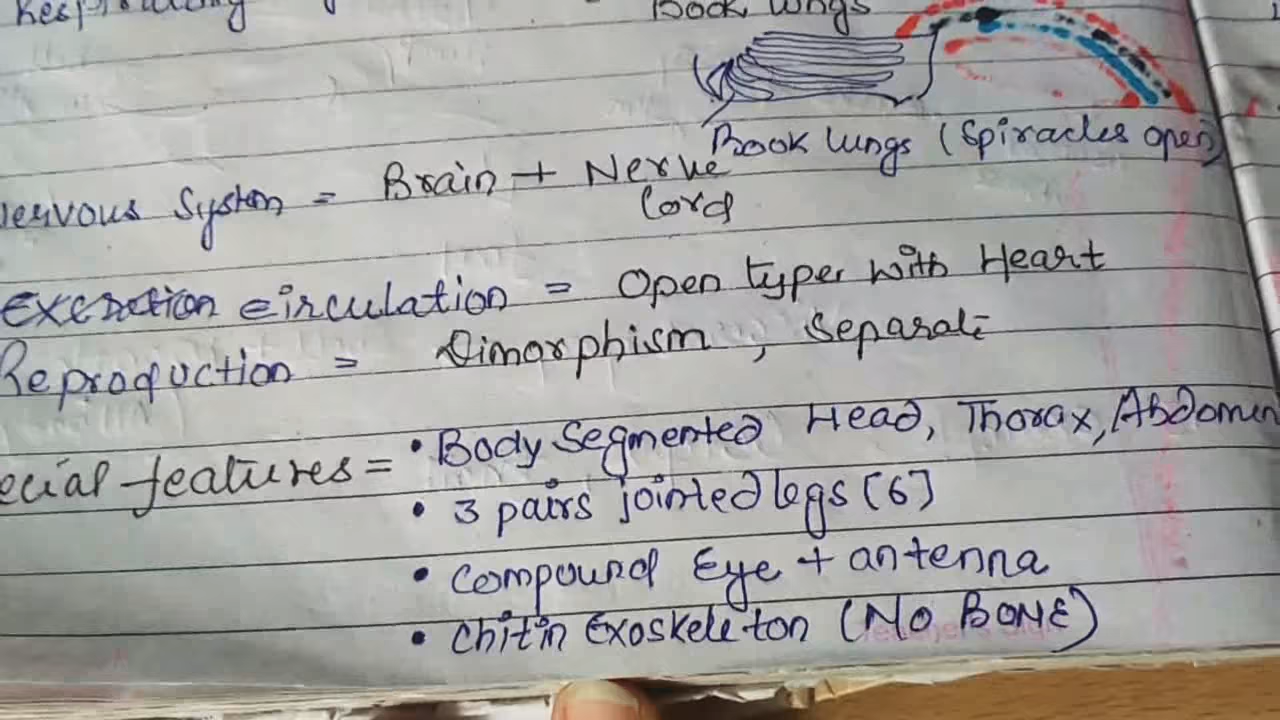 Book lungs
Book lungs (Spiracles open)
Nervous System = Brain + Nerve
Cord
Excretion circulation = Open types with Heart
Reproduction = Dimorphism, Separate
ecial features = • Body Segmented Head, Thorax, Abdomen
• 3 pairs jointed legs [6]
• Compound Eye + antenna
• Chitin Exoskeleton (NO BONE)